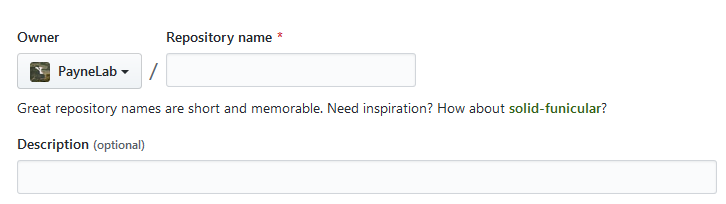 Owner Repository name *
PayneLab /
Great repository names are short and memorable. Need inspiration? How about solid-funicular?
Description (optional)